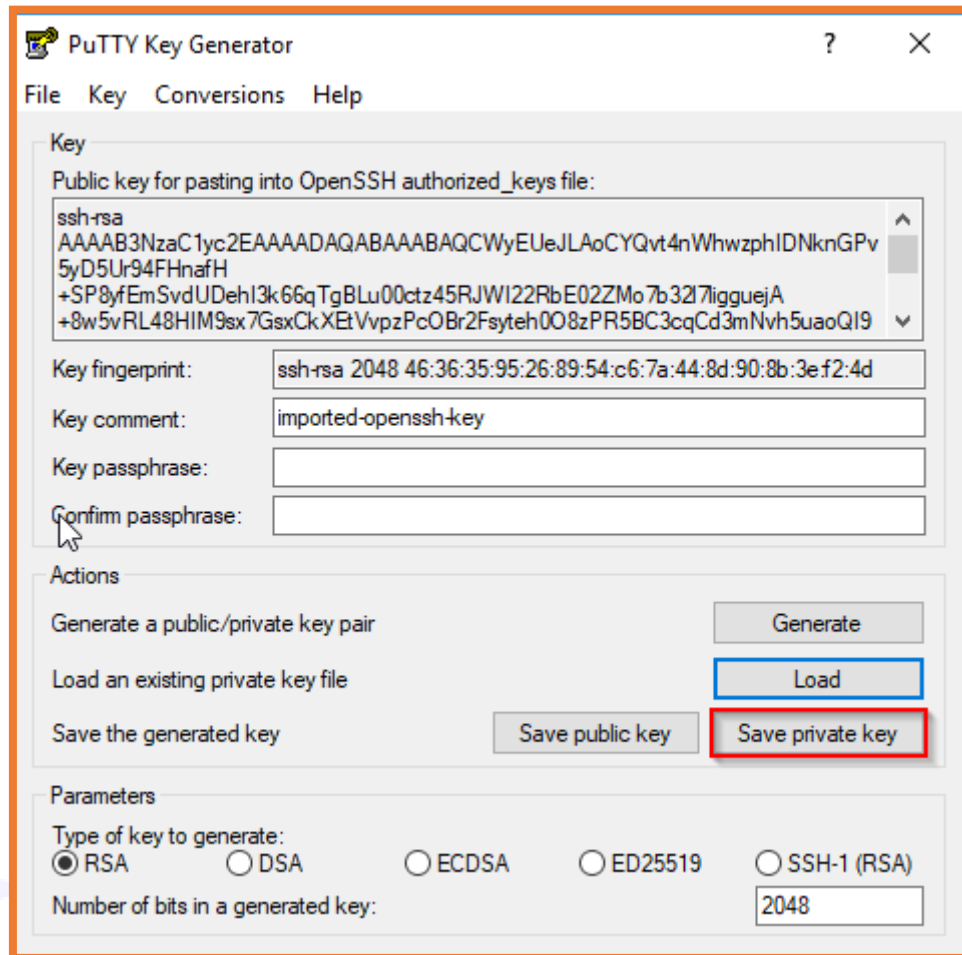 PuTTY Key Generator
File Key Conversions Help
Key
Public key for pasting into OpenSSH authorized_keys file:
ssh-rsa
AAAAB3NzaC1yc2EAAAADAQABAAABAQCWyEUeJLAoCYQvt4nWhwzphIDNknGPv
5yD5Ur94FHnafH
+SP8yfEmSvdUDehI3k66qTgBLu00ctz45RJWI22RbE02ZMo7b32I7ligguejA
+8w5vRL48HIM9sx7GsxCkXEtVvpzPcOBr2Fsyteh0O8zPR5BC3cqCd3mNvh5uaoQI9
Key fingerprint: ssh-rsa 2048 46:36:35:95:26:89:54:c6:7a:44:8d:90:8b:3e:f2:4d
Key comment: imported-openssh-key
Key passphrase:
Confirm passphrase:
Actions
Generate a public/private key pair Generate
Load an existing private key file Load
Save the generated key Save public key Save private key
Parameters
Type of key to generate:
RSA DSA ECDSA ED25519 SSH-1 (RSA)
Number of bits in a generated key: 2048